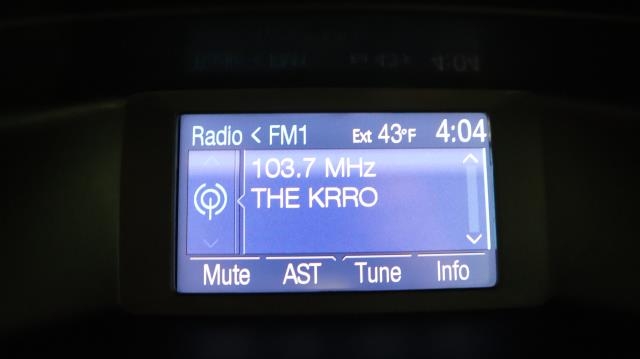 Radio < FM1 Ext 43°F 4:04
103.7 MHz
THE KRRO
Mute AST Tune Info